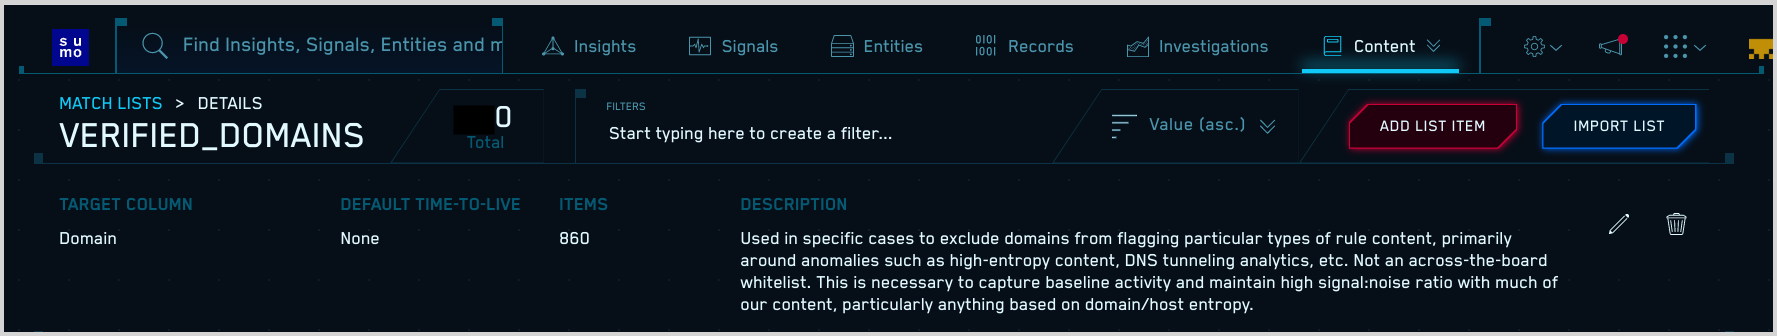 su
mo
Find Insights, Signals, Entities and m
Insights
Signals
Entities
0101
1001
Records
Investigations
Content
MATCH LISTS > DETAILS
VERIFIED_DOMAINS
0
Total
FILTERS
Start typing here to create a filter...
Value (asc.)
ADD LIST ITEM
IMPORT LIST
TARGET COLUMN
DEFAULT TIME-TO-LIVE
ITEMS
DESCRIPTION
Domain
None
860
Used in specific cases to exclude domains from flagging particular types of rule content, primarily
around anomalies such as high-entropy content, DNS tunneling analytics, etc. Not an across-the-board
whitelist. This is necessary to capture baseline activity and maintain high signal:noise ratio with much of
our content, particularly anything based on domain/host entropy.